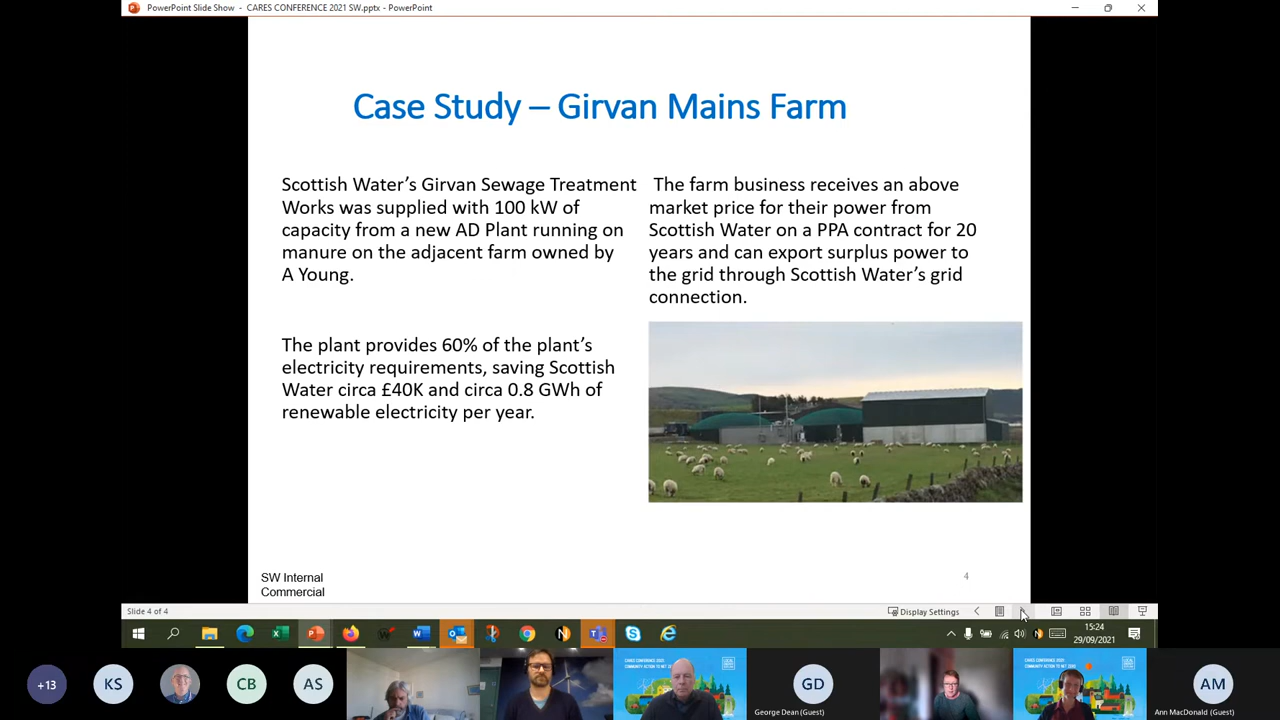 PowerPoint Slide Show - CARES CONFERENCE 2021 SW.pptx - PowerPoint
Case Study – Girvan Mains Farm
Scottish Water’s Girvan Sewage Treatment
Works was supplied with 100 kW of
capacity from a new AD Plant running on
manure on the adjacent farm owned by
A Young.
The plant provides 60% of the plant’s
electricity requirements, saving Scottish
Water circa £40K and circa 0.8 GWh of
renewable electricity per year.
The farm business receives an above
market price for their power from
Scottish Water on a PPA contract for 20
years and can export surplus power to
the grid through Scottish Water’s grid
connection.
SW Internal
Commercial
4
Slide 4 of 4
Display Settings
15:24
29/09/2021
+13
KS
CB
AS
GD
George Dean (Guest)
AM
Ann MacDonald (Guest)